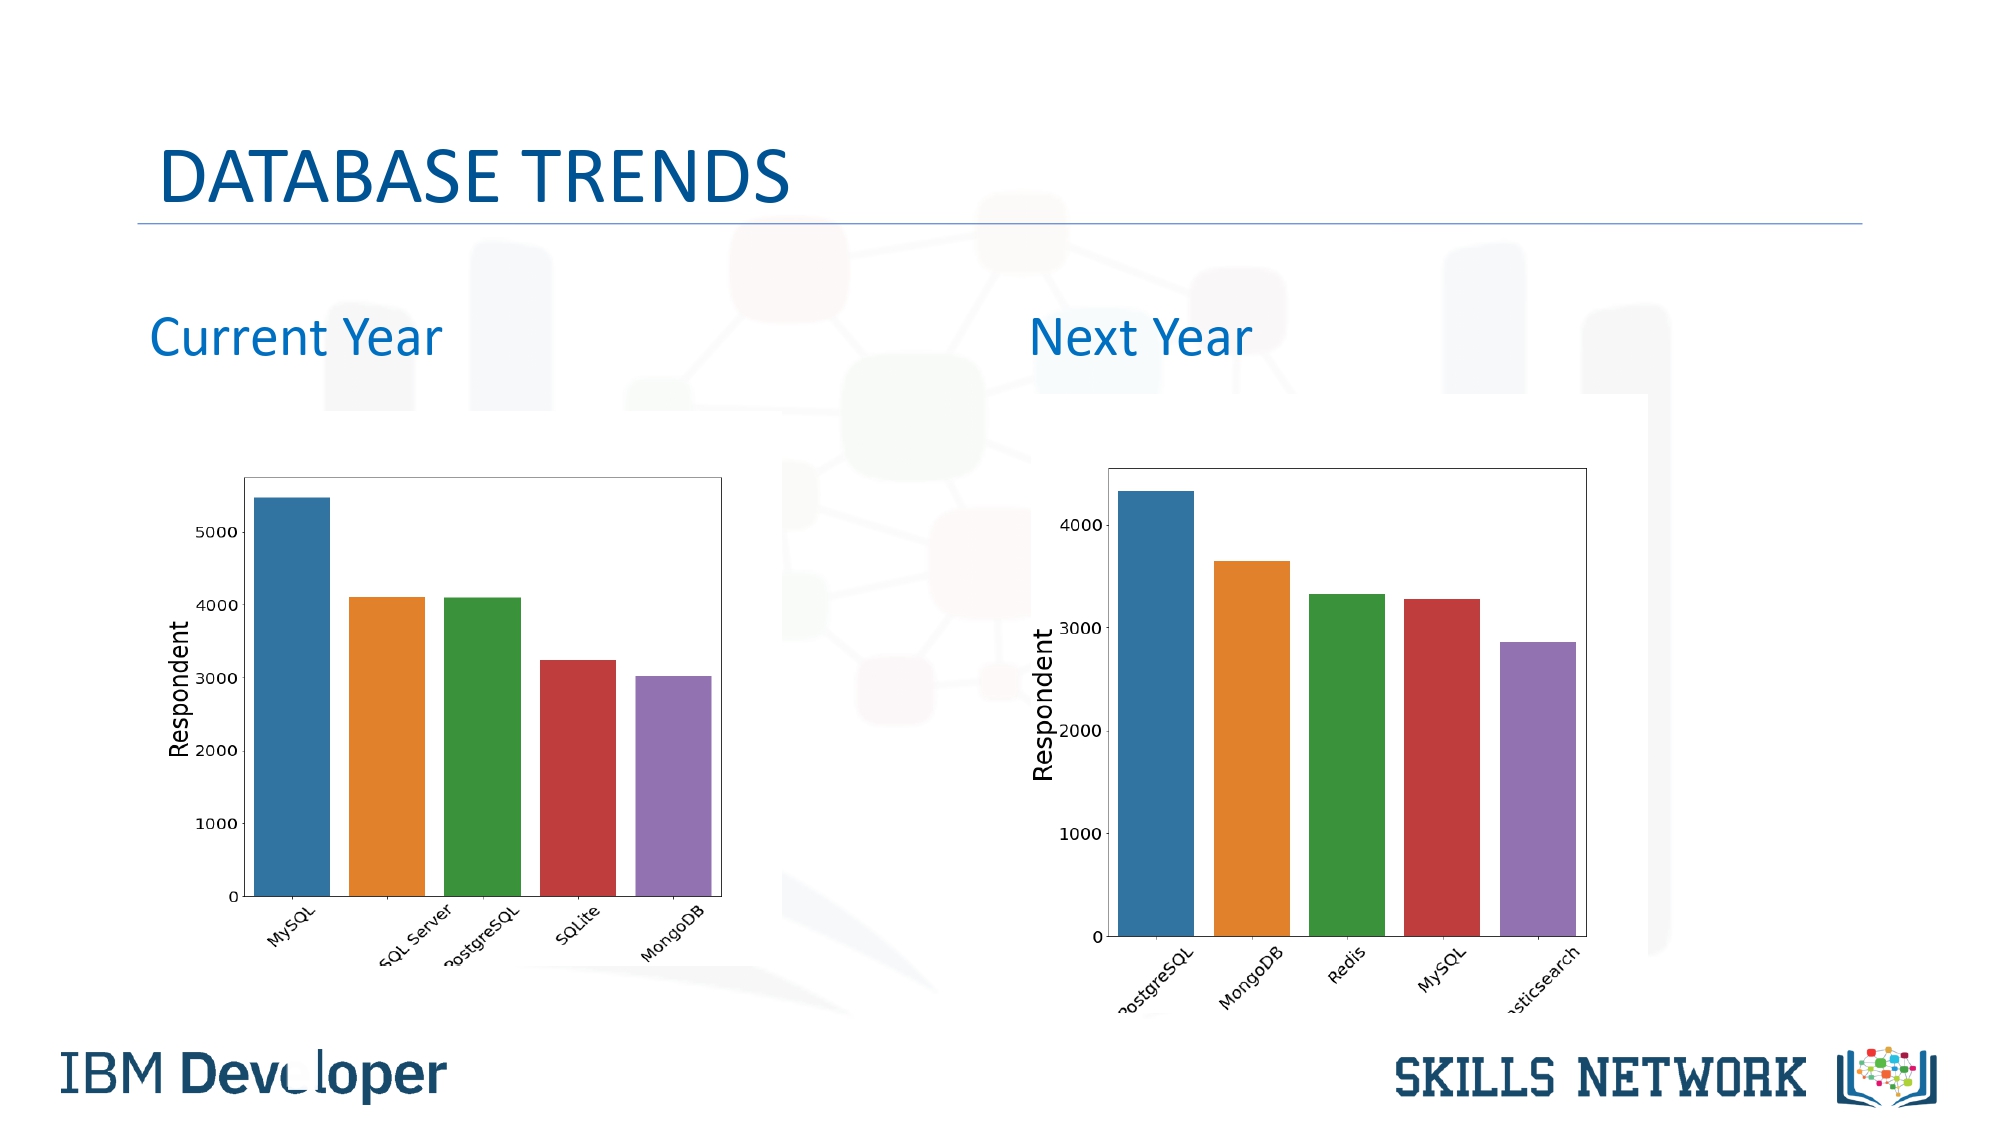 DATABASE TRENDS
Current Year
Next Year
Respondent
5000
4000
3000
2000
1000
0
MySQL
SQL Server
PostgreSQL
SQLite
MongoDB
Respondent
4000
3000
2000
1000
0
PostgreSQL
MongoDB
Redis
MySQL
sticsearch
IBM Developer
SKILLS NETWORK